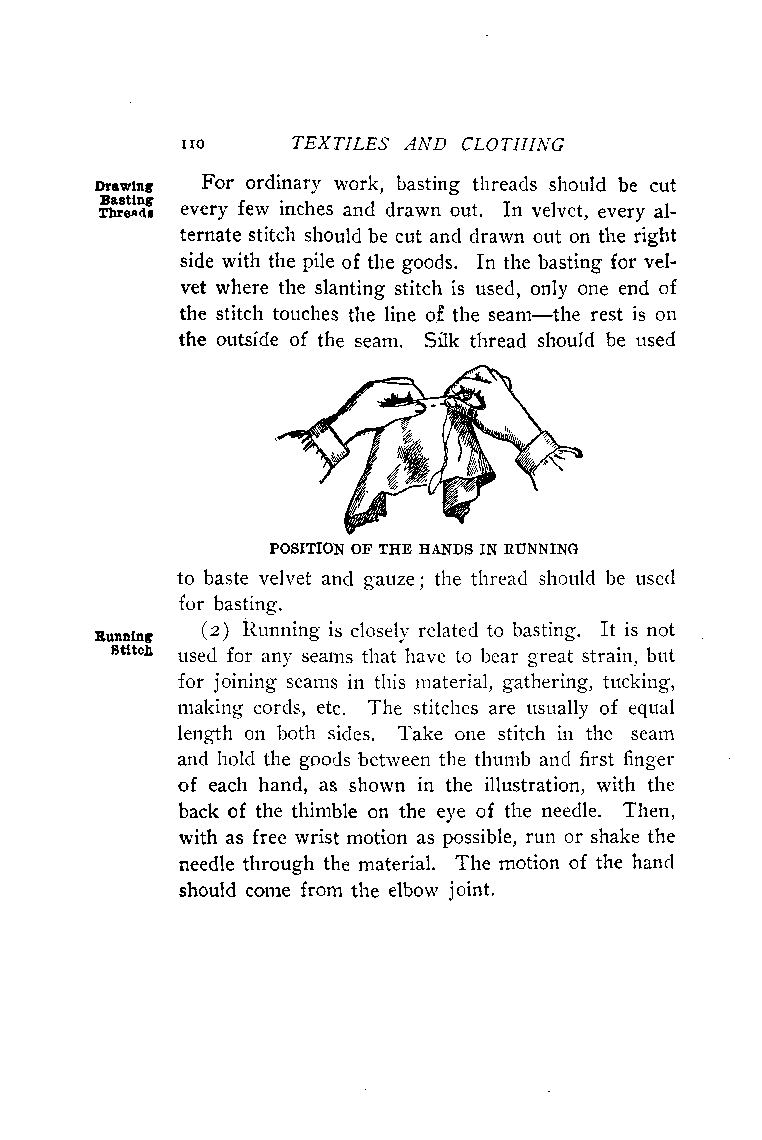 110 TEXTILES AND CLOTHING
Drawing
Basting
Threads
For ordinary work, basting threads should be cut
every few inches and drawn out. In velvet, every al-
ternate stitch should be cut and drawn out on the right
side with the pile of the goods. In the basting for vel-
vet where the slanting stitch is used, only one end of
the stitch touches the line of the seam—the rest is on
the outside of the seam. Silk thread should be used
POSITION OF THE HANDS IN RUNNING
to baste velvet and gauze; the thread should be used
for basting.
Running
Stitch
(2) Running is closely related to basting. It is not
used for any seams that have to bear great strain, but
for joining seams in this material, gathering, tucking,
making cords, etc. The stitches are usually of equal
length on both sides. Take one stitch in the seam
and hold the goods between the thumb and first finger
of each hand, as shown in the illustration, with the
back of the thimble on the eye of the needle. Then,
with as free wrist motion as possible, run or shake the
needle through the material. The motion of the hand
should come from the elbow joint.